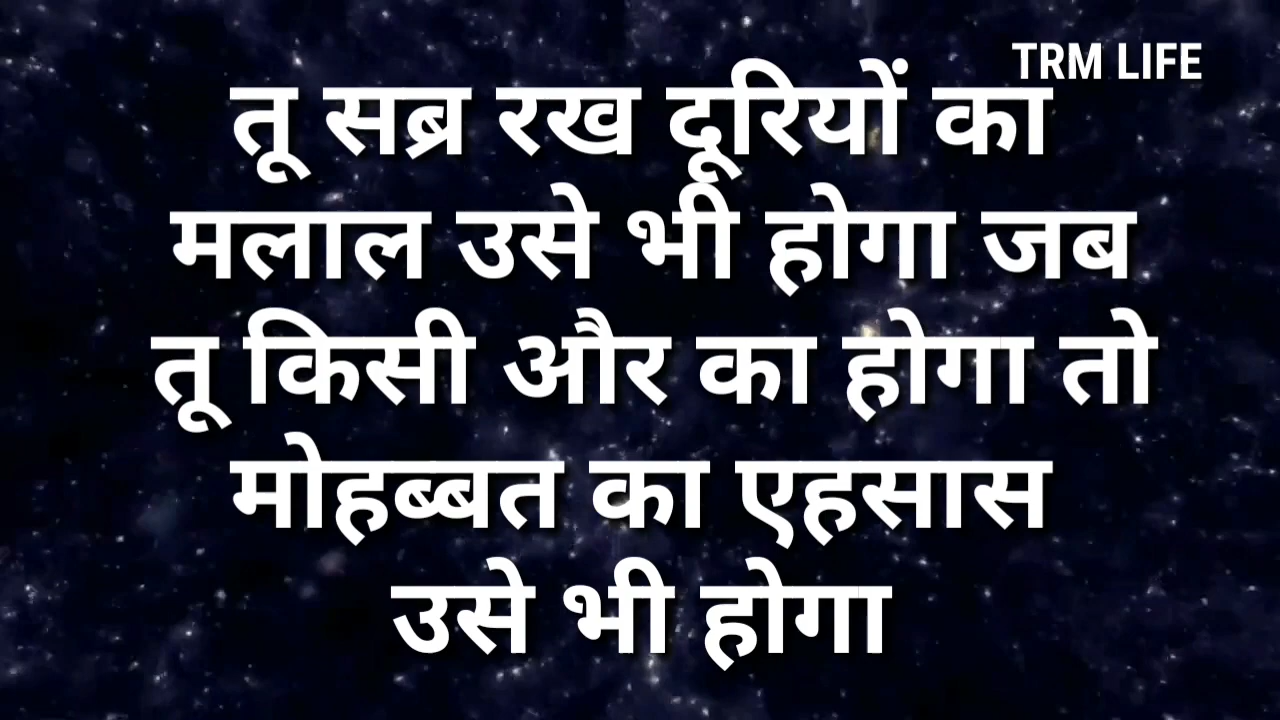 TRM LIFE
तू सब्र रख दूरियों का
मलाल उसे भी होगा जब
तू किसी और का होगा तो
मोहब्बत का एहसास
उसे भी होगा